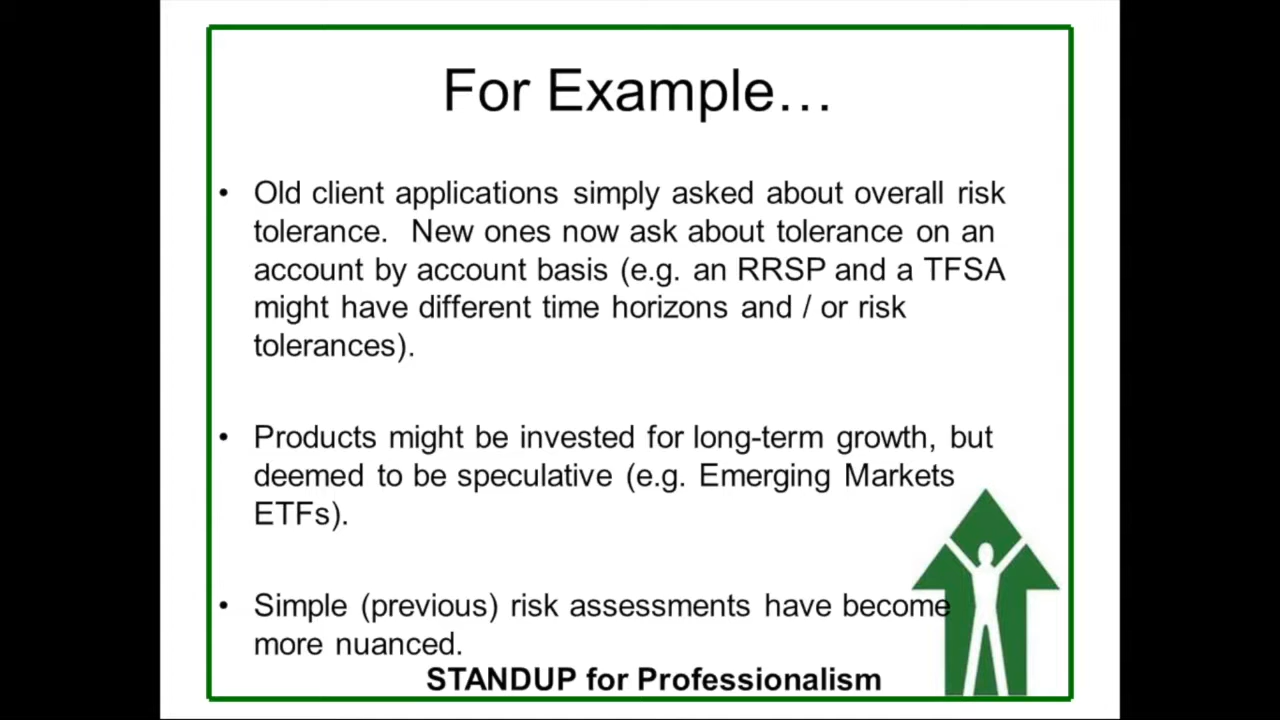 For Example…
• Old client applications simply asked about overall risk
tolerance. New ones now ask about tolerance on an
account by account basis (e.g. an RRSP and a TFSA
might have different time horizons and / or risk
tolerances).
• Products might be invested for long-term growth, but
deemed to be speculative (e.g. Emerging Markets
ETFs).
• Simple (previous) risk assessments have become
more nuanced.
STANDUP for Professionalism